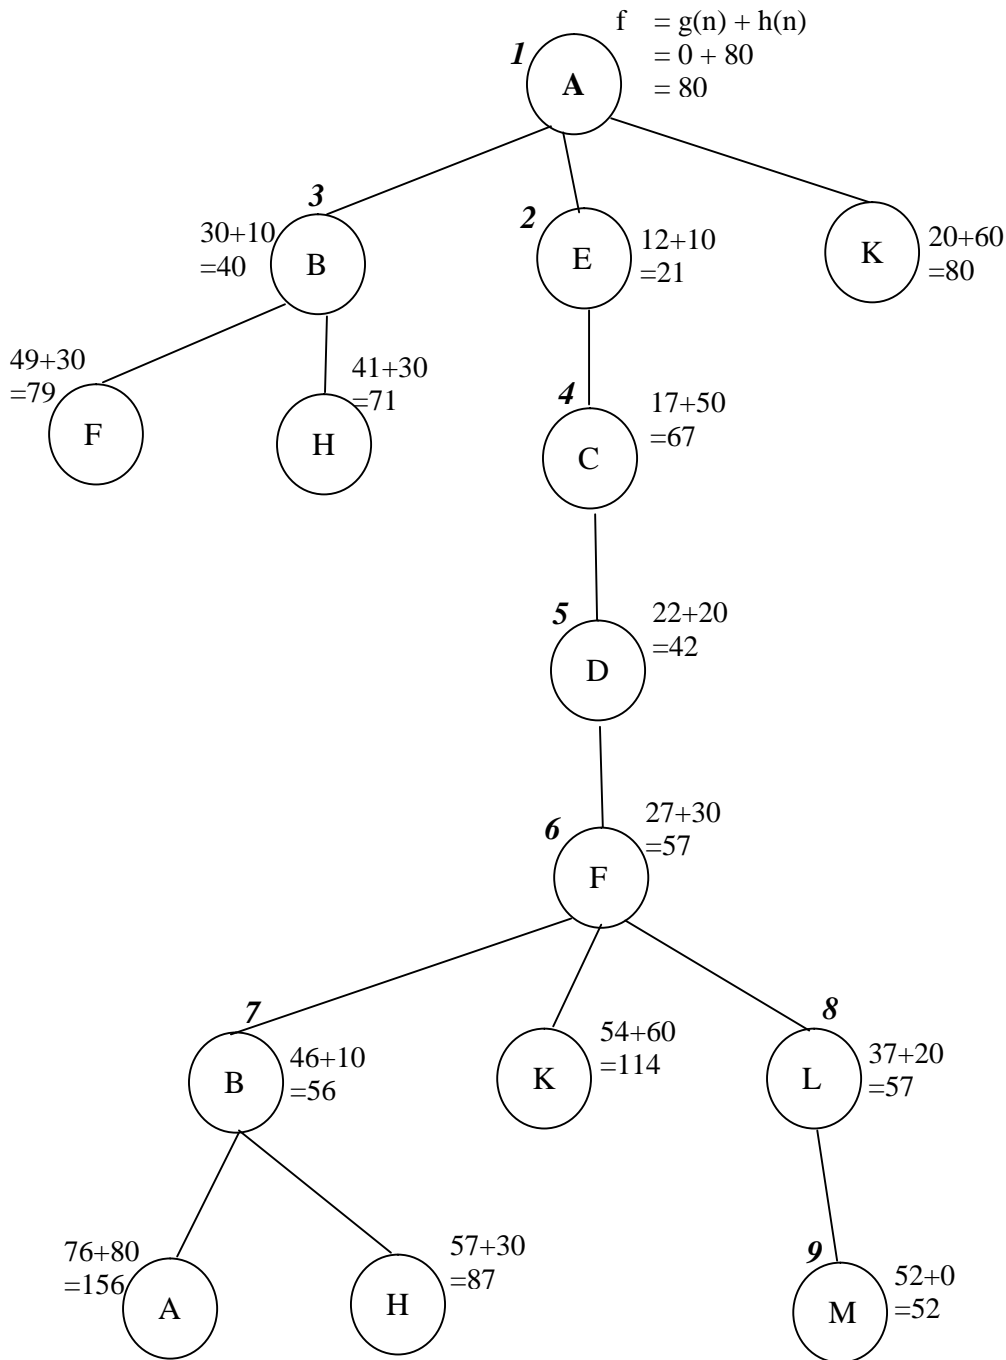 f = g(n) + h(n)
= 0 + 80
= 80
1
A
3
30+10
=40
B
2
E
12+10
=21
K
20+60
=80
49+30
=79
F
41+30
=71
H
4
C
17+50
=67
5
D
22+20
=42
6
F
27+30
=57
7
B
46+10
=56
K
54+60
=114
8
L
37+20
=57
76+80
=156
A
H
57+30
=87
9
M
52+0
=52